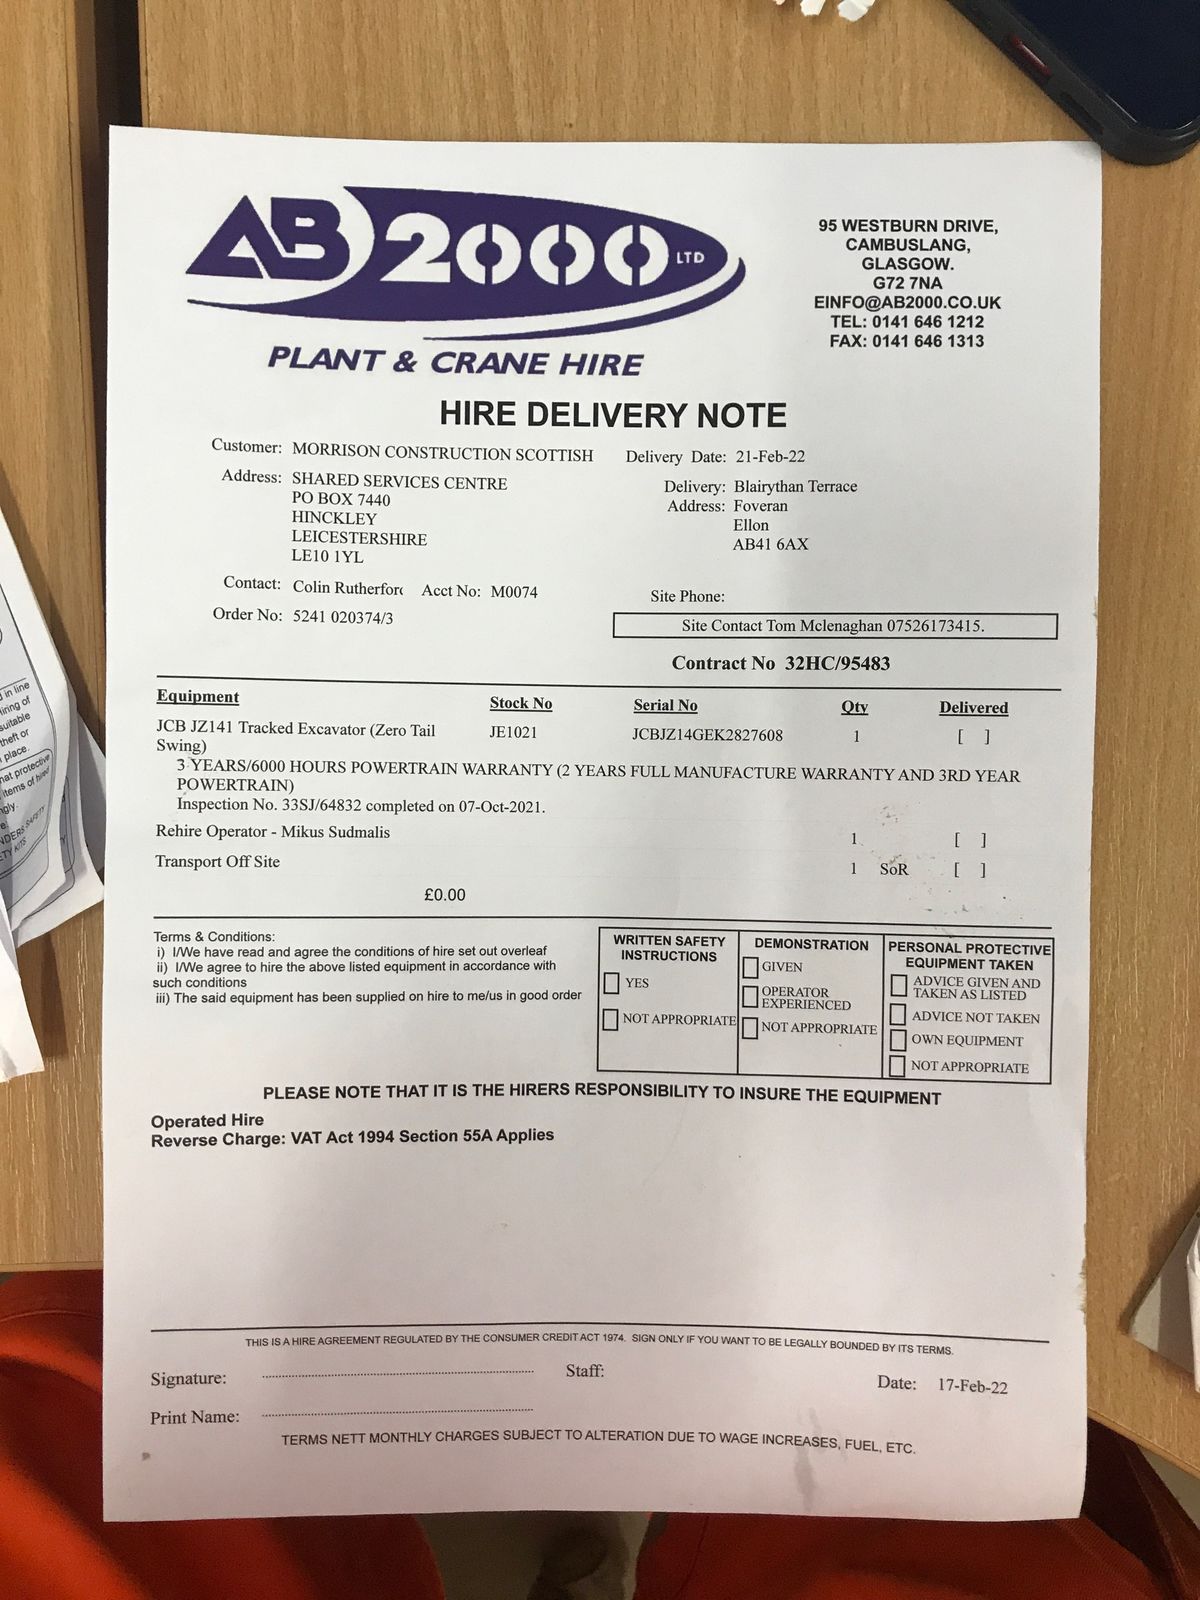 AB2000 LTD
PLANT & CRANE HIRE
95 WESTBURN DRIVE,
CAMBUSLANG,
GLASGOW.
G72 7NA
EINFO@AB2000.CO.UK
TEL: 0141 646 1212
FAX: 0141 646 1313
HIRE DELIVERY NOTE
Customer: MORRISON CONSTRUCTION SCOTTISH
Address: SHARED SERVICES CENTRE
PO BOX 7440
HINCKLEY
LEICESTERSHIRE
LE10 1YL
Contact: Colin Rutherford Acct No: M0074
Order No: 5241 020374/3
Delivery Date: 21-Feb-22
Delivery: Blairythan Terrace
Address: Foveran
Ellon
AB41 6AX
Site Phone:
Site Contact Tom Mclenaghan 07526173415.
Contract No 32HC/95483
Equipment Stock No Serial No Qty Delivered
JCB JZ141 Tracked Excavator (Zero Tail JE1021 JCBJZ14GEK2827608 1 [ ]
Swing)
3 YEARS/6000 HOURS POWERTRAIN WARRANTY (2 YEARS FULL MANUFACTURE WARRANTY AND 3RD YEAR
POWERTRAIN)
Inspection No. 33SJ/64832 completed on 07-Oct-2021.
Rehire Operator - Mikus Sudmalis 1 [ ]
Transport Off Site 1 SoR [ ]
£0.00
Terms & Conditions:
i) I/We have read and agree the conditions of hire set out overleaf
ii) I/We agree to hire the above listed equipment in accordance with
such conditions
iii) The said equipment has been supplied on hire to me/us in good order
WRITTEN SAFETY
INSTRUCTIONS
YES
NOT APPROPRIATE
DEMONSTRATION
GIVEN
OPERATOR
EXPERIENCED
NOT APPROPRIATE
PERSONAL PROTECTIVE
EQUIPMENT TAKEN
ADVICE GIVEN AND
TAKEN AS LISTED
ADVICE NOT TAKEN
OWN EQUIPMENT
NOT APPROPRIATE
PLEASE NOTE THAT IT IS THE HIRERS RESPONSIBILITY TO INSURE THE EQUIPMENT
Operated Hire
Reverse Charge: VAT Act 1994 Section 55A Applies
THIS IS A HIRE AGREEMENT REGULATED BY THE CONSUMER CREDIT ACT 1974. SIGN ONLY IF YOU WANT TO BE LEGALLY BOUNDED BY ITS TERMS.
Signature: Staff: Date: 17-Feb-22
Print Name:
TERMS NETT MONTHLY CHARGES SUBJECT TO ALTERATION DUE TO WAGE INCREASES, FUEL, ETC.
in line
suitable
theft or
place.
protective
items of